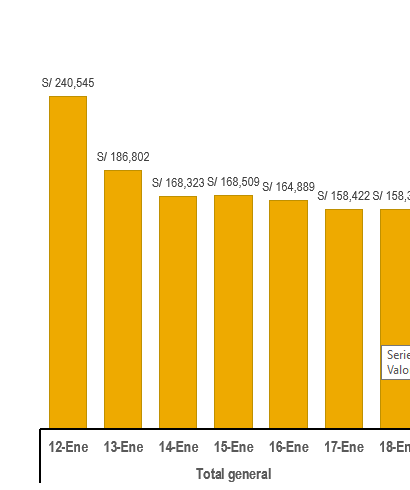 S/ 240,545
S/ 186,802
S/ 168,323
S/ 168,509
S/ 164,889
S/ 158,422
12-Ene
13-Ene
14-Ene
15-Ene
16-Ene
17-Ene
Total general